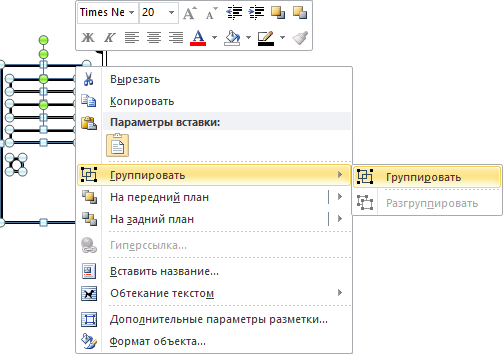 Times Ne 20
A A
Ж К A
Вырезать
Копировать
Параметры вставки:
Группировать
Группировать
На передний план
Разгруппировать
На задний план
Гиперссылка...
Вставить название...
Обтекание текстом
Дополнительные параметры разметки...
Формат объекта...